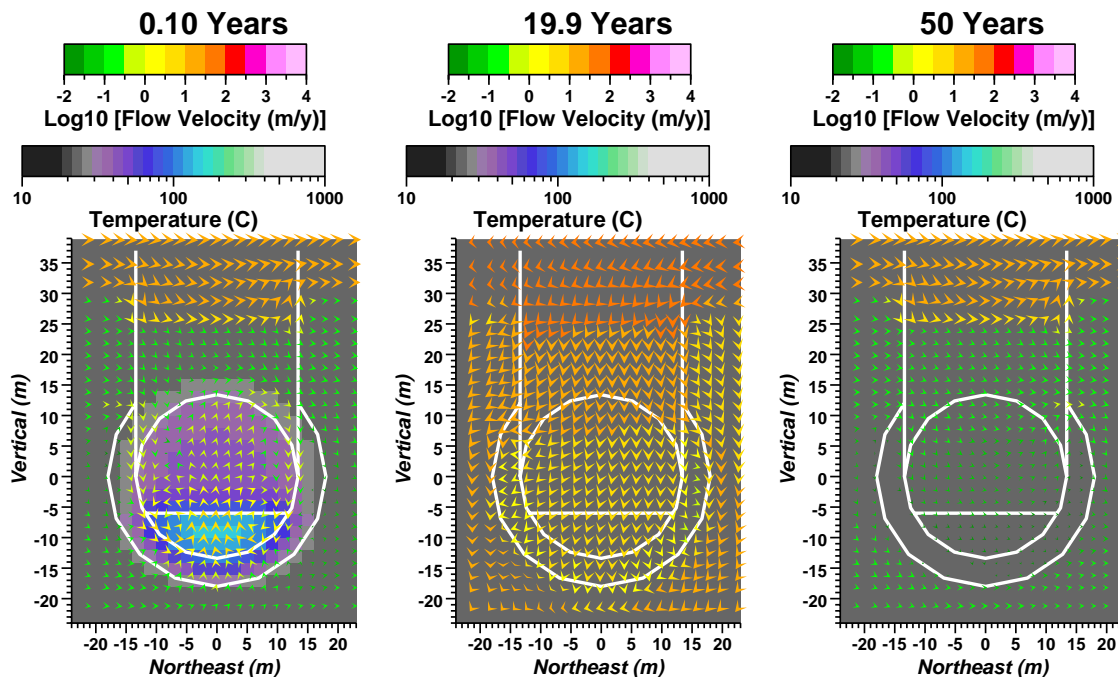 0.10 Years 19.9 Years 50 Years
-2 -1 0 1 2 3 4 -2 -1 0 1 2 3 4 -2 -1 0 1 2 3 4
Log10 [Flow Velocity (m/y)] Log10 [Flow Velocity (m/y)] Log10 [Flow Velocity (m/y)]
10 100 1000 10 100 1000 10 100 1000
Temperature (C) Temperature (C) Temperature (C)
35 35 35
30 30 30
25 25 25
20 20 20
15 15 15
10 10 10
5 5 5
0 0 0
-5 -5 -5
-10 -10 -10
-15 -15 -15
-20 -20 -20
Vertical (m) Vertical (m) Vertical (m)
-20 -15 -10 -5 0 5 10 15 20 -20 -15 -10 -5 0 5 10 15 20 -20 -15 -10 -5 0 5 10 15 20
Northeast (m) Northeast (m) Northeast (m)